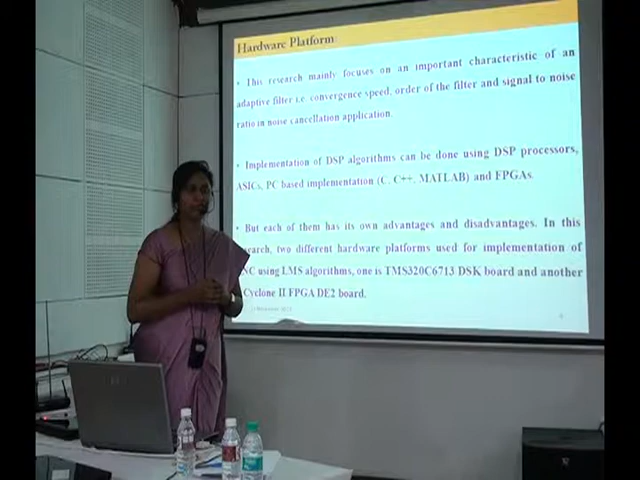 Hardware Platform:
• This research mainly focuses on an important characteristic of an
adaptive filter i.e. convergence speed, order of the filter and signal to noise
ratio in noise cancellation application.
• Implementation of DSP algorithms can be done using DSP processors,
ASICs, PC based implementation (C, C++, MATLAB) and FPGAs.
• But each of them has its own advantages and disadvantages. In this
search, two different hardware platforms used for implementation of
NC using LMS algorithms, one is TMS320C6713 DSK board and another
Cyclone II FPGA DE2 board.